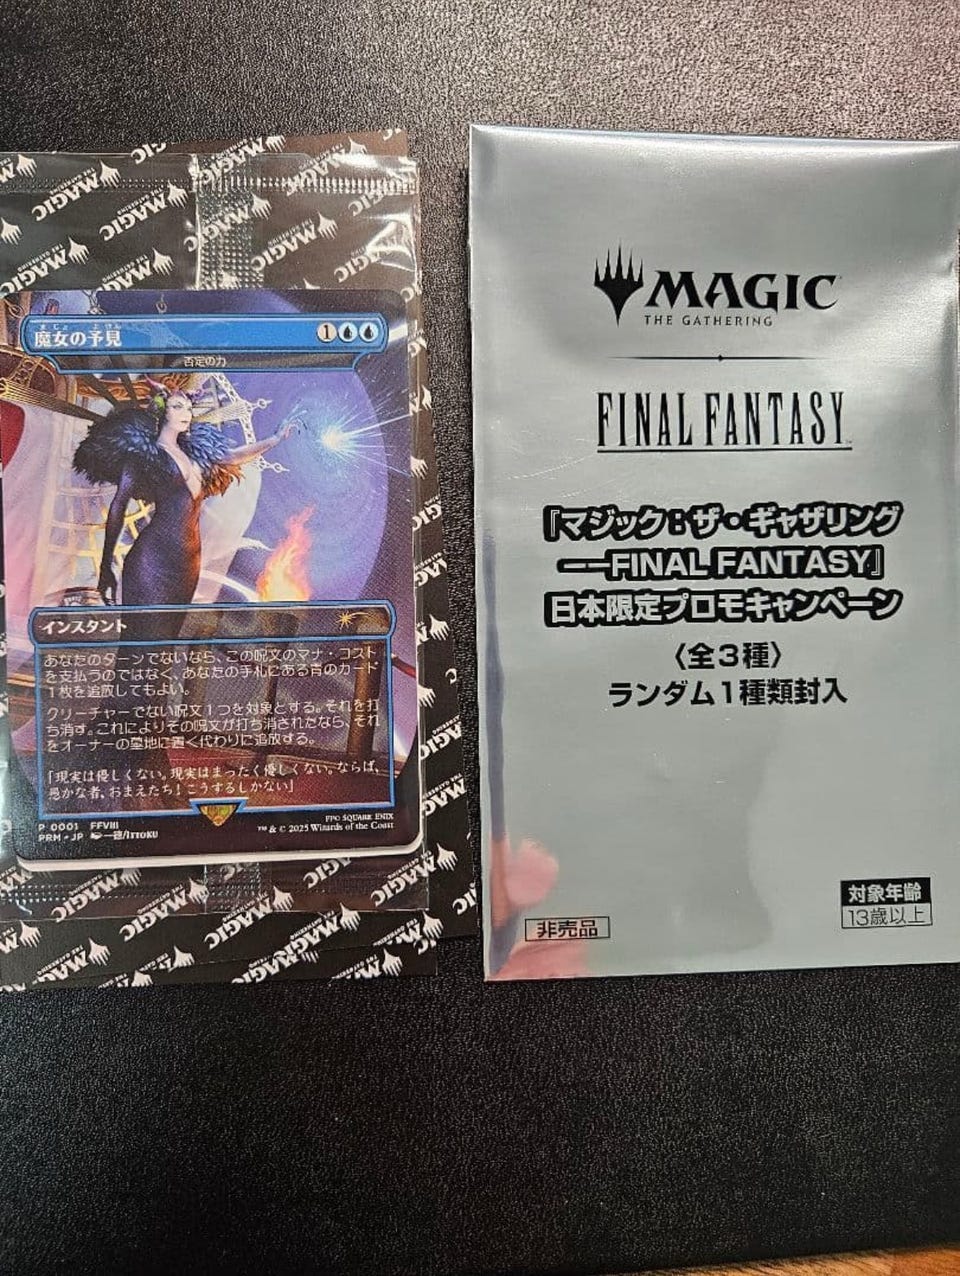 魔女の予見
まじょ よけん
1
否定の力
インスタント
あなたのターンでないなら、この呪文のマナ・コスト
を支払うのではなく、あなたの手札にある青のカード
1枚を追放してもよい。
クリーチャーでない呪文1つを対象とする。それを打
ち消す。これによりその呪文が打ち消されたなら、それ
をオーナーの墓地に置く代わりに追放する。
「現実は優しくない。現実はまったく優しくない。ならば、
愚かな者。おまえたち！こうするしかない」
P 0001 FFVIII
PRM・JP 一徳/ITTOKU
FPO SQUARE ENIX
™ & © 2025 Wizards of the Coast
MAGIC
THE GATHERING
FINAL FANTASY
『マジック：ザ・ギャザリング
——FINAL FANTASY』
日本限定プロモキャンペーン
〈全3種〉
ランダム1種類封入
非売品
対象年齢
13歳以上